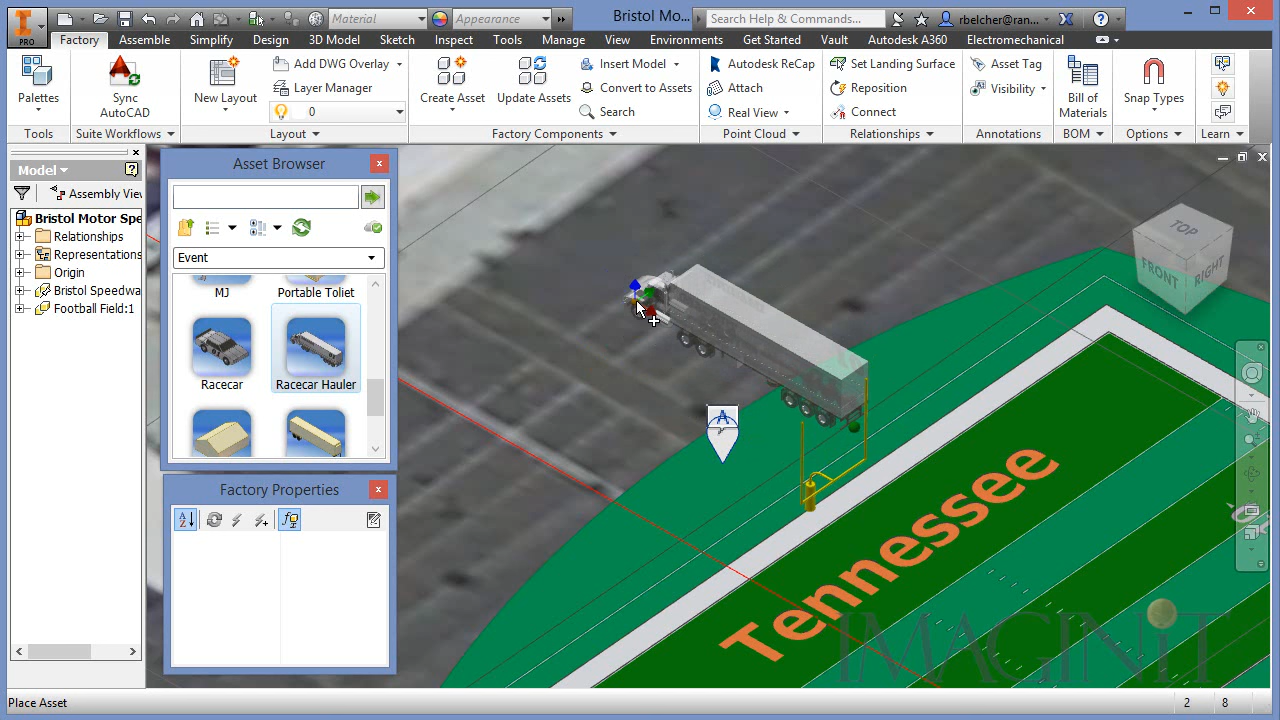 Material
Appearance
Bristol Mo...
Search Help & Commands...
rbelcher@ran...
PRO
Factory
Assemble
Simplify
Design
3D Model
Sketch
Inspect
Tools
Manage
View
Environments
Get Started
Vault
Autodesk A360
Electromechanical
Palettes
Sync AutoCAD
New Layout
Add DWG Overlay
Layer Manager
0
Create Asset
Update Assets
Insert Model
Convert to Assets
Search
Autodesk ReCap
Attach
Real View
Set Landing Surface
Reposition
Connect
Asset Tag
Visibility
Bill of Materials
Snap Types
Tools
Suite Workflows
Layout
Factory Components
Point Cloud
Relationships
Annotations
BOM
Options
Learn
Model
Assembly View
Bristol Motor Spe
Relationships
Representations
Origin
Bristol Speedwa
Football Field:1
Asset Browser
Event
MJ
Portable Toliet
Racecar
Racecar Hauler
Factory Properties
TOP
FRONT
RIGHT
Tennessee
IMAGINiT
Place Asset
2
8